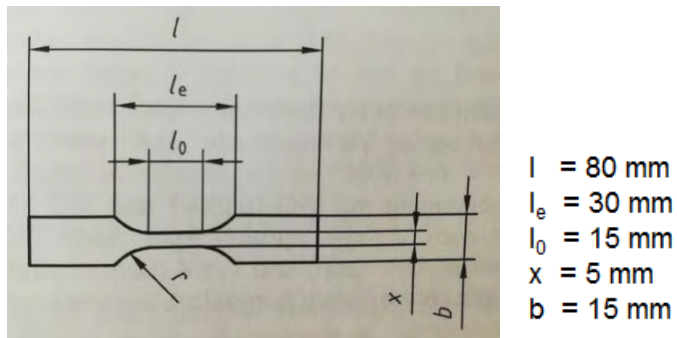 l
lₑ
l₀
r
x
b
l = 80 mm
lₑ = 30 mm
l₀ = 15 mm
x = 5 mm
b = 15 mm